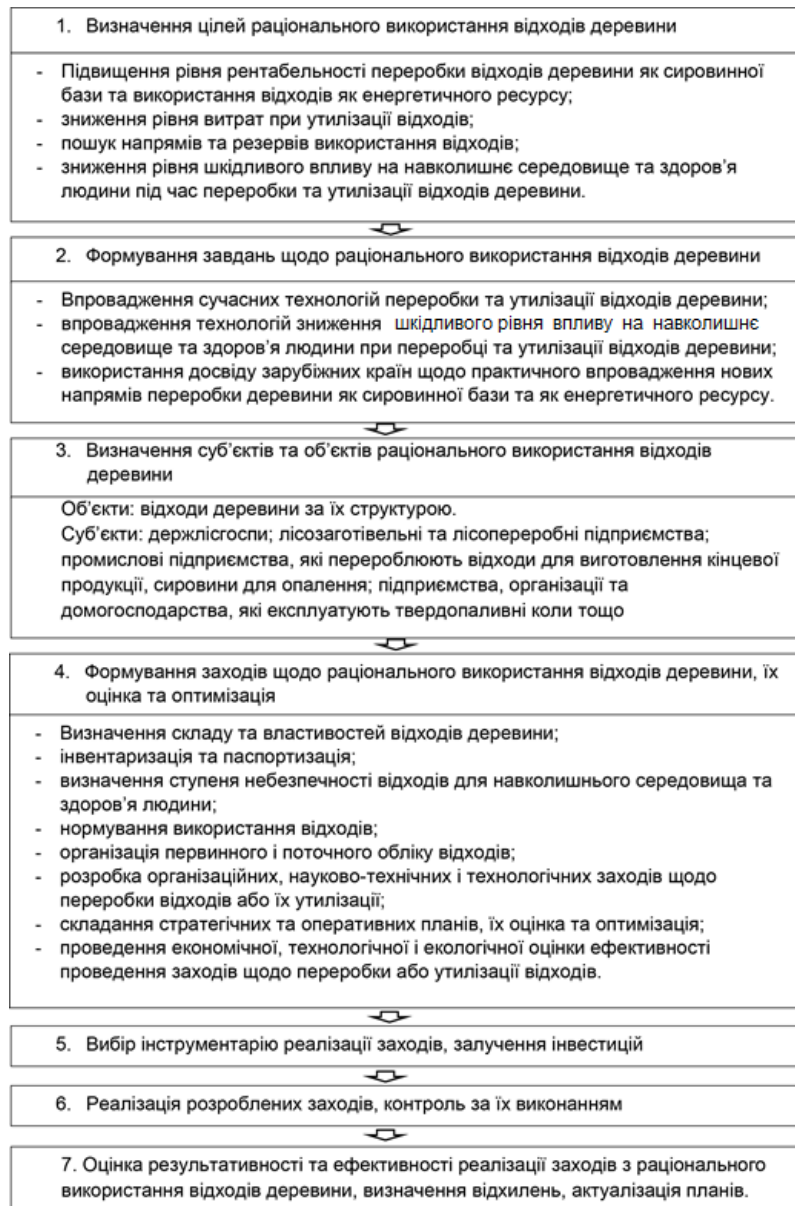 1. Визначення цілей раціонального використання відходів деревини
- Підвищення рівня рентабельності переробки відходів деревини як сировинної
бази та використання відходів як енергетичного ресурсу;
- зниження рівня витрат при утилізації відходів;
- пошук напрямів та резервів використання відходів;
- зниження рівня шкідливого впливу на навколишнє середовище та здоров'я
людини під час переробки та утилізації відходів деревини.
2. Формування завдань щодо раціонального використання відходів деревини
- Впровадження сучасних технологій переробки та утилізації відходів деревини;
- впровадження технологій зниження шкідливого рівня впливу на навколишнє
середовище та здоров'я людини при переробці та утилізації відходів деревини;
- використання досвіду зарубіжних країн щодо практичного впровадження нових
напрямів переробки деревини як сировинної бази та як енергетичного ресурсу.
3. Визначення суб'єктів та об'єктів раціонального використання відходів
деревини
Об'єкти: відходи деревини за їх структурою.
Суб'єкти: держлісгоспи; лісозаготівельні та лісопереробні підприємства;
промислові підприємства, які перероблюють відходи для виготовлення кінцевої
продукції, сировини для опалення; підприємства, організації та
домогосподарства, які експлуатують твердопаливні коли тощо
4. Формування заходів щодо раціонального використання відходів деревини, їх
оцінка та оптимізація
- Визначення складу та властивостей відходів деревини;
- інвентаризація та паспортизація;
- визначення ступеня небезпечності відходів для навколишнього середовища та
здоров'я людини;
- нормування використання відходів;
- організація первинного і поточного обліку відходів;
- розробка організаційних, науково-технічних і технологічних заходів щодо
переробки відходів або їх утилізації;
- складання стратегічних та оперативних планів, їх оцінка та оптимізація;
- проведення економічної, технологічної і екологічної оцінки ефективності
проведення заходів щодо переробки або утилізації відходів.
5. Вибір інструментарію реалізації заходів, залучення інвестицій
6. Реалізація розроблених заходів, контроль за їх виконанням
7. Оцінка результативності та ефективності реалізації заходів з раціонального
використання відходів деревини, визначення відхилень, актуалізація планів.